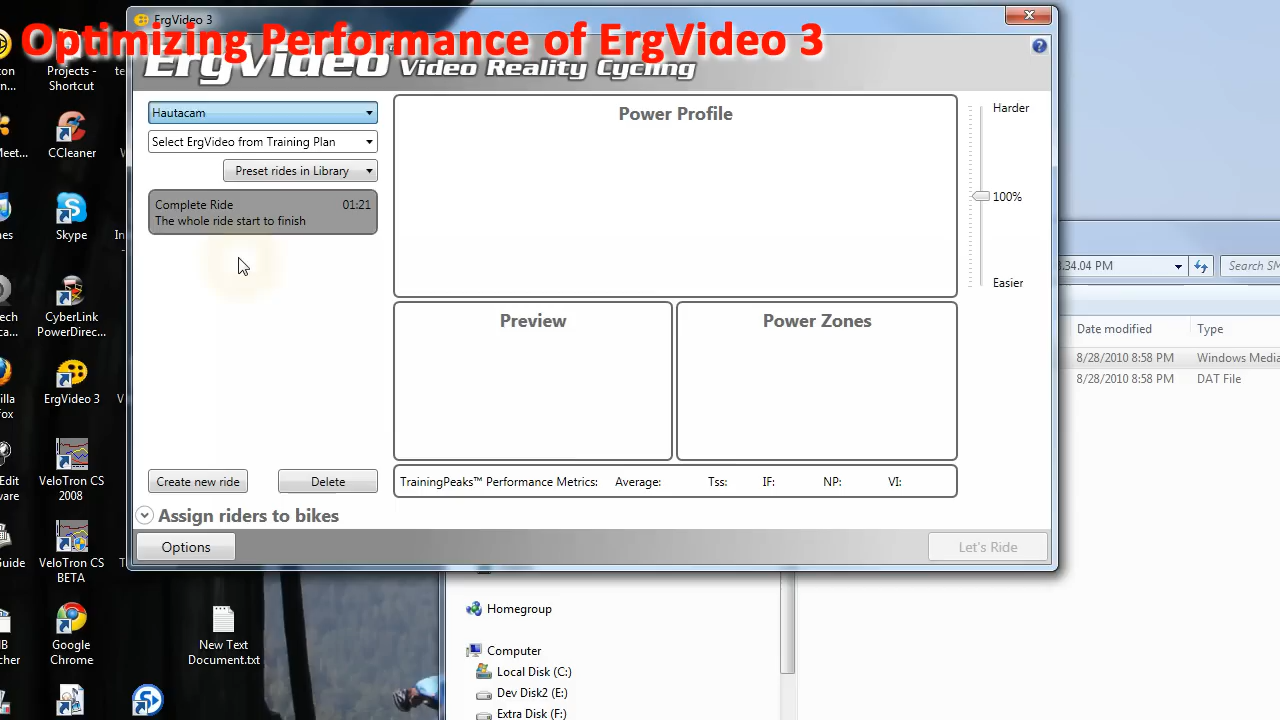 ErgVideo 3
Optimizing Performance of ErgVideo 3
ErgVideo Video Reality Cycling
Hautacam
Select ErgVideo from Training Plan
Preset rides in Library
Complete Ride 01:21
The whole ride start to finish
Power Profile
Harder
100%
Easier
Preview
Power Zones
TrainingPeaks™ Performance Metrics: Average: Tss: IF: NP: VI:
Create new ride
Delete
Assign riders to bikes
Options
Let's Ride
Projects -
Shortcut
CCleaner
Skype
CyberLink
PowerDirec...
ErgVideo 3
VeloTron CS
2008
VeloTron CS
BETA
Google
Chrome
New Text
Document.txt
34.04 PM
Search SM
Date modified Type
8/28/2010 8:58 PM Windows Media
8/28/2010 8:58 PM DAT File
Homegroup
Computer
Local Disk (C:)
Dev Disk2 (E:)
Extra Disk (F:)